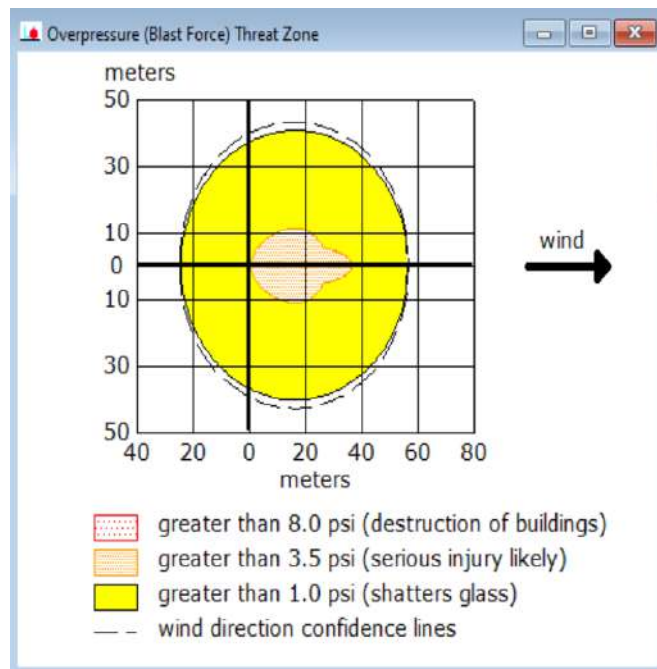 Overpressure (Blast Force) Threat Zone
meters
50
30
10
0
10
30
50
40 20 0 20 40 60 80
meters
wind
greater than 8.0 psi (destruction of buildings)
greater than 3.5 psi (serious injury likely)
greater than 1.0 psi (shatters glass)
wind direction confidence lines